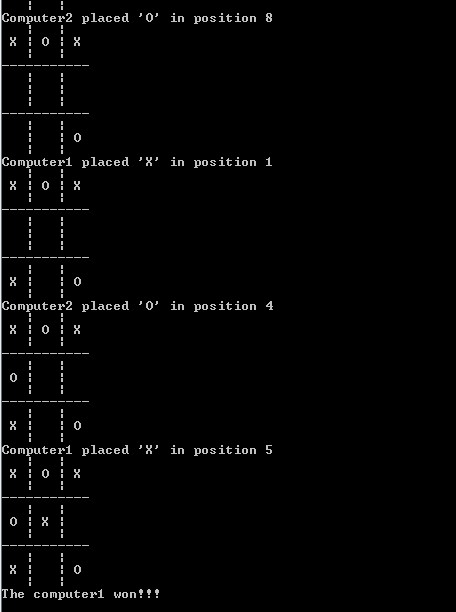 Computer2 placed 'O' in position 8
X | O | X
-----------
| |
-----------
| | O
Computer1 placed 'X' in position 1
X | O | X
-----------
| |
-----------
X | | O
Computer2 placed 'O' in position 4
X | O | X
-----------
O | |
-----------
X | | O
Computer1 placed 'X' in position 5
X | O | X
-----------
O | X |
-----------
X | | O
The computer1 won!!!